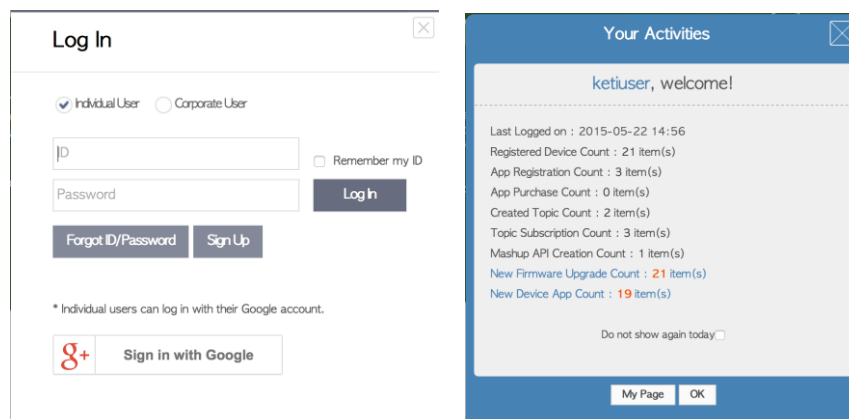 Log In
Individual User Corporate User
ID
Remember my ID
Password
Log In
Forgot ID/Password Sign Up
* Individual users can log in with their Google account.
g+ Sign in with Google
Your Activities
ketiuser, welcome!
Last Logged on : 2015-05-22 14:56
Registered Device Count : 21 item(s)
App Registration Count : 3 item(s)
App Purchase Count : 0 item(s)
Created Topic Count : 2 item(s)
Topic Subscription Count : 3 item(s)
Mashup API Creation Count : 1 item(s)
New Firmware Upgrade Count : 21 item(s)
New Device App Count : 19 item(s)
Do not show again today
My Page OK